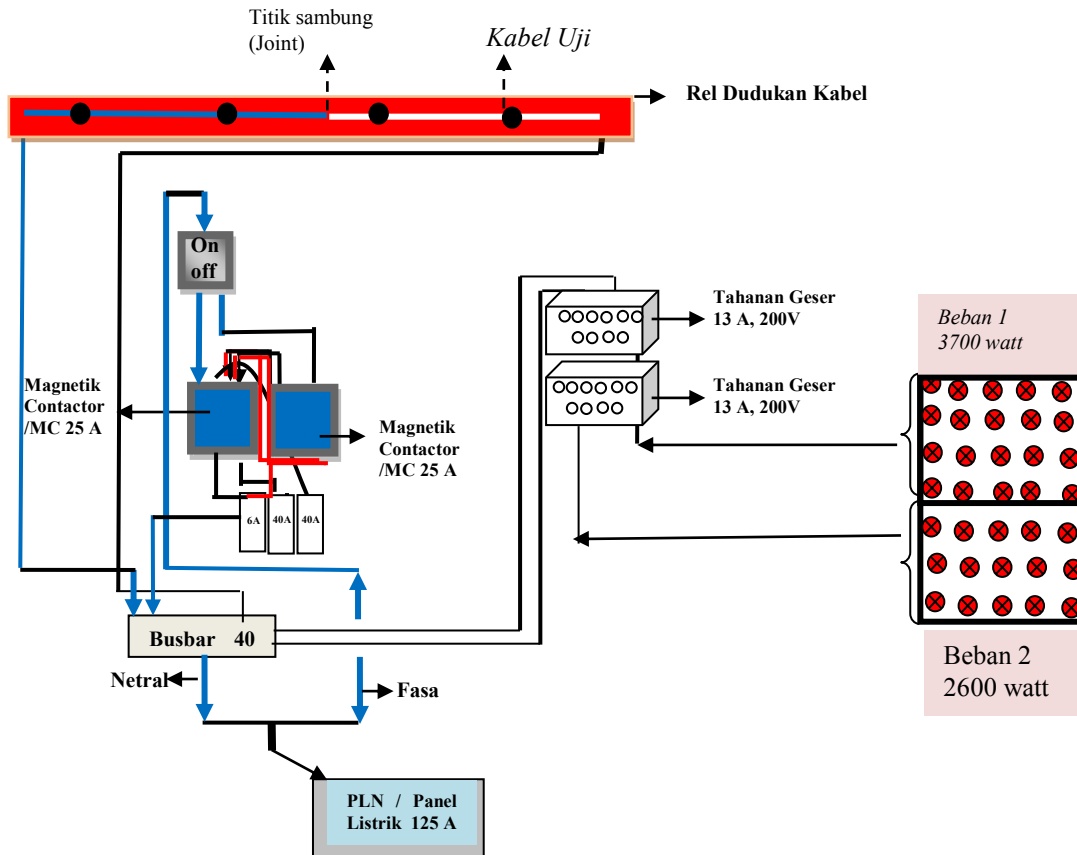 Titik sambung
(Joint)
Kabel Uji
Rel Dudukan Kabel
On
off
Tahanan Geser
13 A, 200V
Beban 1
3700 watt
Magnetik
Contactor
/MC 25 A
Tahanan Geser
13 A, 200V
Magnetik
Contactor
/MC 25 A
6A
40A
40A
Busbar 40
Netral
Fasa
Beban 2
2600 watt
PLN / Panel
Listrik 125 A